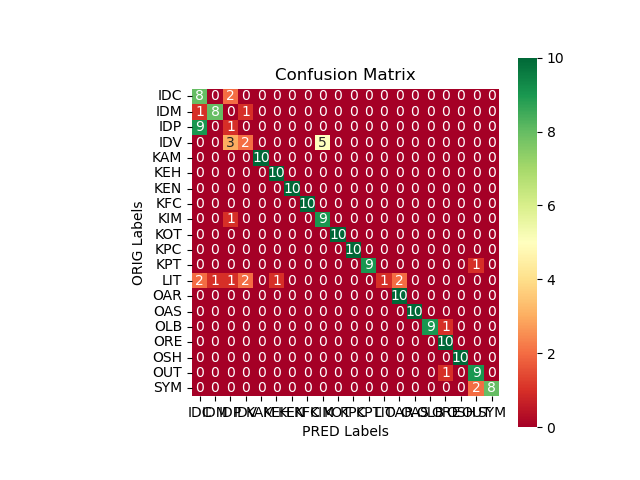 Confusion Matrix
IDC 8 0 2 0 0 0 0 0 0 0 0 0 0 0 0 0 0 0 0 0
IDM 1 8 0 1 0 0 0 0 0 0 0 0 0 0 0 0 0 0 0 0
IDP 9 0 1 0 0 0 0 0 0 0 0 0 0 0 0 0 0 0 0 0
IDV 0 0 3 2 0 0 0 0 5 0 0 0 0 0 0 0 0 0 0 0
KAM 0 0 0 0 10 0 0 0 0 0 0 0 0 0 0 0 0 0 0 0
KEH 0 0 0 0 0 10 0 0 0 0 0 0 0 0 0 0 0 0 0 0
KEN 0 0 0 0 0 0 10 0 0 0 0 0 0 0 0 0 0 0 0 0
KFC 0 0 0 0 0 0 0 10 0 0 0 0 0 0 0 0 0 0 0 0
KIM 0 0 1 0 0 0 0 0 9 0 0 0 0 0 0 0 0 0 0 0
KOT 0 0 0 0 0 0 0 0 0 10 0 0 0 0 0 0 0 0 0 0
KPC 0 0 0 0 0 0 0 0 0 0 10 0 0 0 0 0 0 0 0 0
KPT 0 0 0 0 0 0 0 0 0 0 0 9 0 0 0 0 0 0 1 0
LIT 2 1 1 2 0 1 0 0 0 0 0 0 1 2 0 0 0 0 0 0
OAR 0 0 0 0 0 0 0 0 0 0 0 0 0 10 0 0 0 0 0 0
OAS 0 0 0 0 0 0 0 0 0 0 0 0 0 0 10 0 0 0 0 0
OLB 0 0 0 0 0 0 0 0 0 0 0 0 0 0 0 9 1 0 0 0
ORE 0 0 0 0 0 0 0 0 0 0 0 0 0 0 0 0 10 0 0 0
OSH 0 0 0 0 0 0 0 0 0 0 0 0 0 0 0 0 0 10 0 0
OUT 0 0 0 0 0 0 0 0 0 0 0 0 0 0 0 0 1 0 9 0
SYM 0 0 0 0 0 0 0 0 0 0 0 0 0 0 0 0 0 0 2 8
IDC IDM IDP IDV KAM KEH KEN KFC KIM KOT KPC KPT LIT OAR OAS OLB ORE OSH OUT SYM
PRED Labels
ORIG Labels
10
8
6
4
2
0